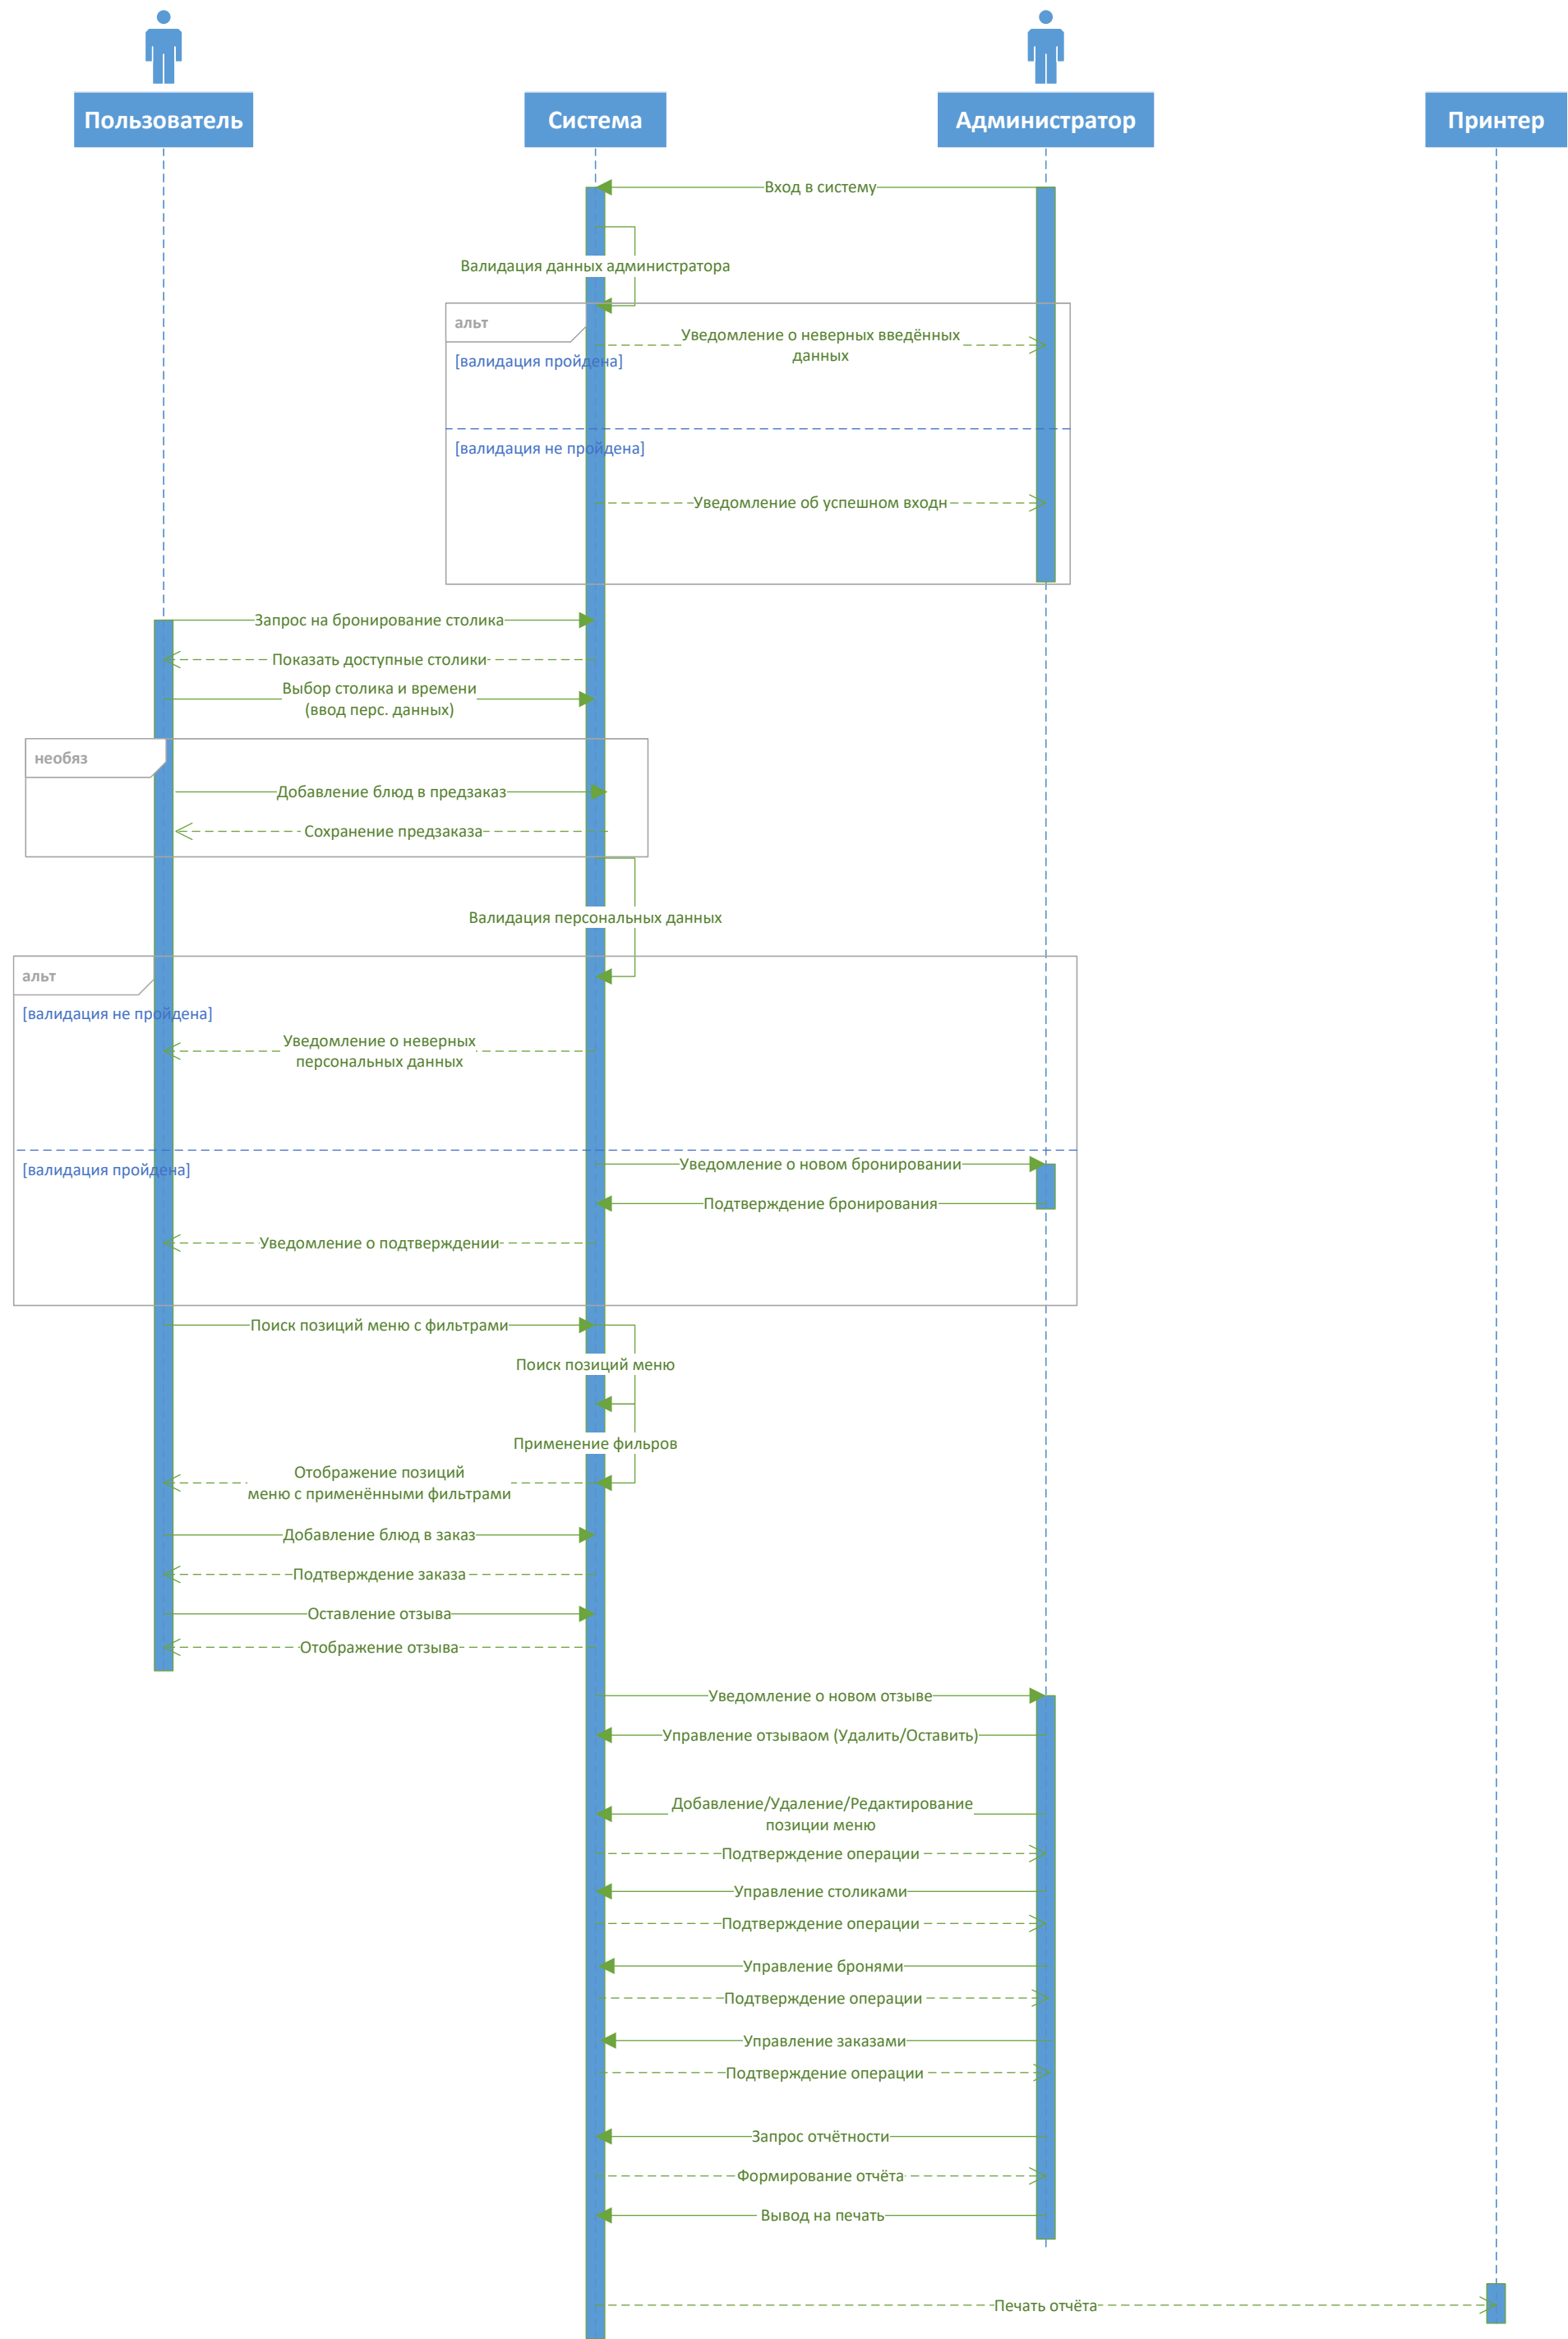 Пользователь
Система
Администратор
Принтер
Вход в систему
Валидация данных администратора
альт
Уведомление о неверных введённых
данных
[валидация пройдена]
[валидация не пройдена]
Уведомление об успешном входн
Запрос на бронирование столика
Показать доступные столики
Выбор столика и времени
(ввод перс. данных)
необяз
Добавление блюд в предзаказ
Сохранение предзаказа
Валидация персональных данных
альт
[валидация не пройдена]
Уведомление о неверных
персональных данных
[валидация пройдена]
Уведомление о новом бронировании
Подтверждение бронирования
Уведомление о подтверждении
Поиск позиций меню с фильтрами
Поиск позиций меню
Применение фильров
Отображение позиций
меню с применёнными фильтрами
Добавление блюд в заказ
Подтверждение заказа
Оставление отзыва
Отображение отзыва
Уведомление о новом отзыве
Управление отзываом (Удалить/Оставить)
Добавление/Удаление/Редактирование
позиции меню
Подтверждение операции
Управление столиками
Подтверждение операции
Управление бронями
Подтверждение операции
Управление заказами
Подтверждение операции
Запрос отчётности
Формирование отчёта
Вывод на печать
Печать отчёта